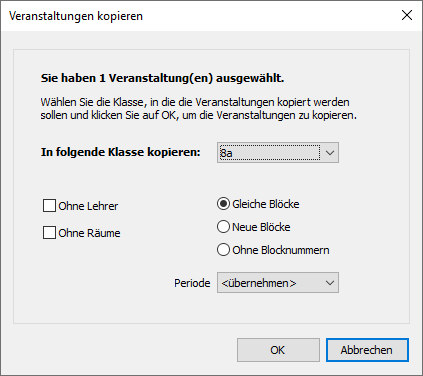 Veranstaltungen kopieren
Sie haben 1 Veranstaltung(en) ausgewählt.
Wählen Sie die Klasse, in die die Veranstaltungen kopiert werden
sollen und klicken Sie auf OK, um die Veranstaltungen zu kopieren.
In folgende Klasse kopieren: 8a
Ohne Lehrer
Ohne Räume
Gleiche Blöcke
Neue Blöcke
Ohne Blocknummern
Periode <übernehmen>
OK Abbrechen